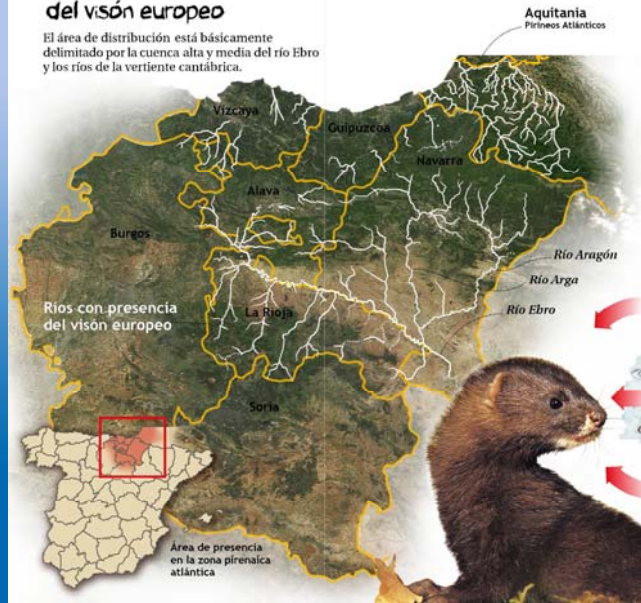 del visón europeo
El área de distribución está básicamente
delimitado por la cuenca alta y media del río Ebro
y los ríos de la vertiente cantábrica.
Aquitania
Pirineos Atlánticos
Vizcaya
Guipuzcoa
Navarra
Alava
Burgos
Río Aragón
Río Arga
Río Ebro
Ríos con presencia
del visón europeo
La Rioja
Soria
Área de presencia
en la zona pirenaica
atlántica